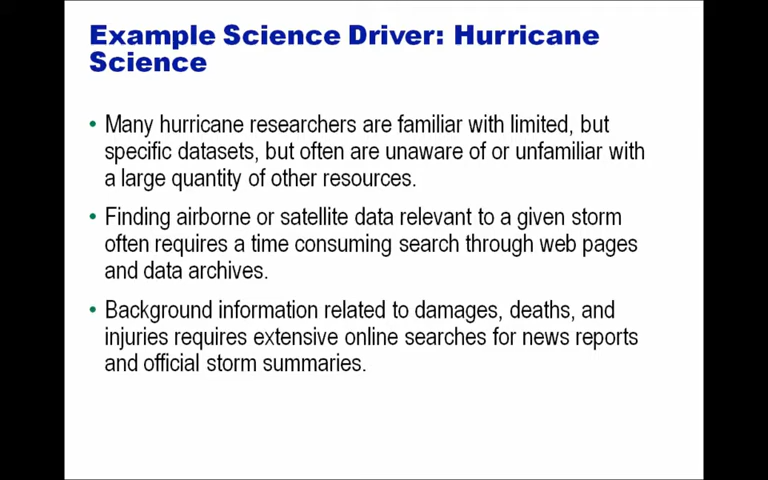 Example Science Driver: Hurricane
Science
• Many hurricane researchers are familiar with limited, but
specific datasets, but often are unaware of or unfamiliar with
a large quantity of other resources.
• Finding airborne or satellite data relevant to a given storm
often requires a time consuming search through web pages
and data archives.
• Background information related to damages, deaths, and
injuries requires extensive online searches for news reports
and official storm summaries.